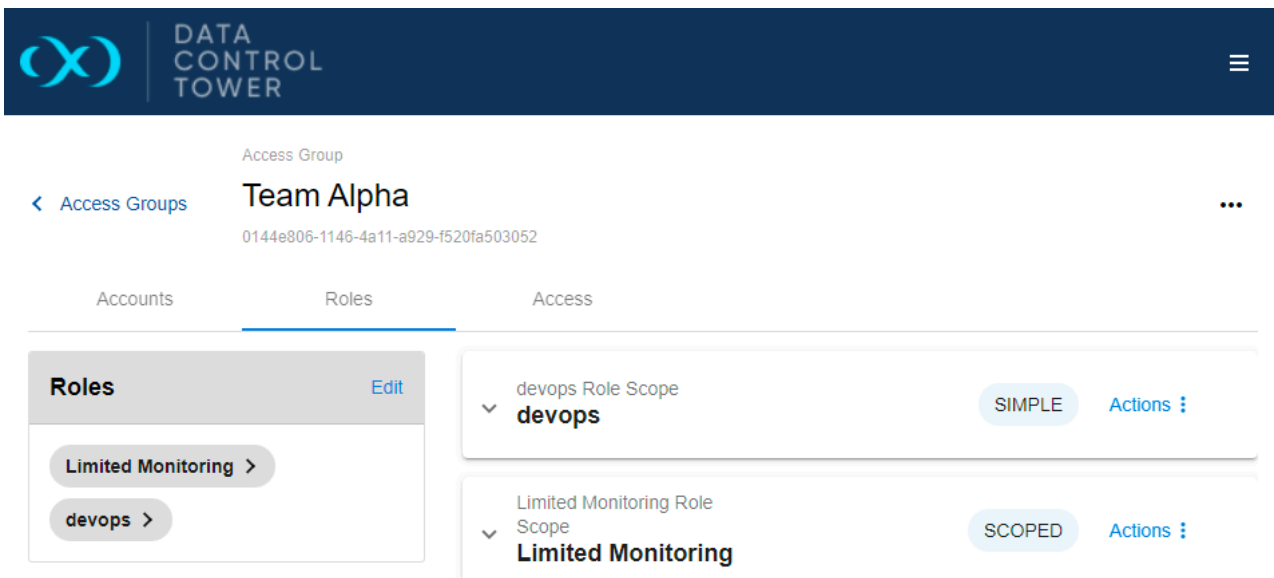 DATA
CONTROL
TOWER
Access Group
Access Groups
Team Alpha
0144e806-1146-4a11-a929-f520fa503052
Accounts Roles Access
Roles Edit
Limited Monitoring
devops
devops Role Scope
devops
SIMPLE Actions
Limited Monitoring Role
Scope
Limited Monitoring
SCOPED Actions